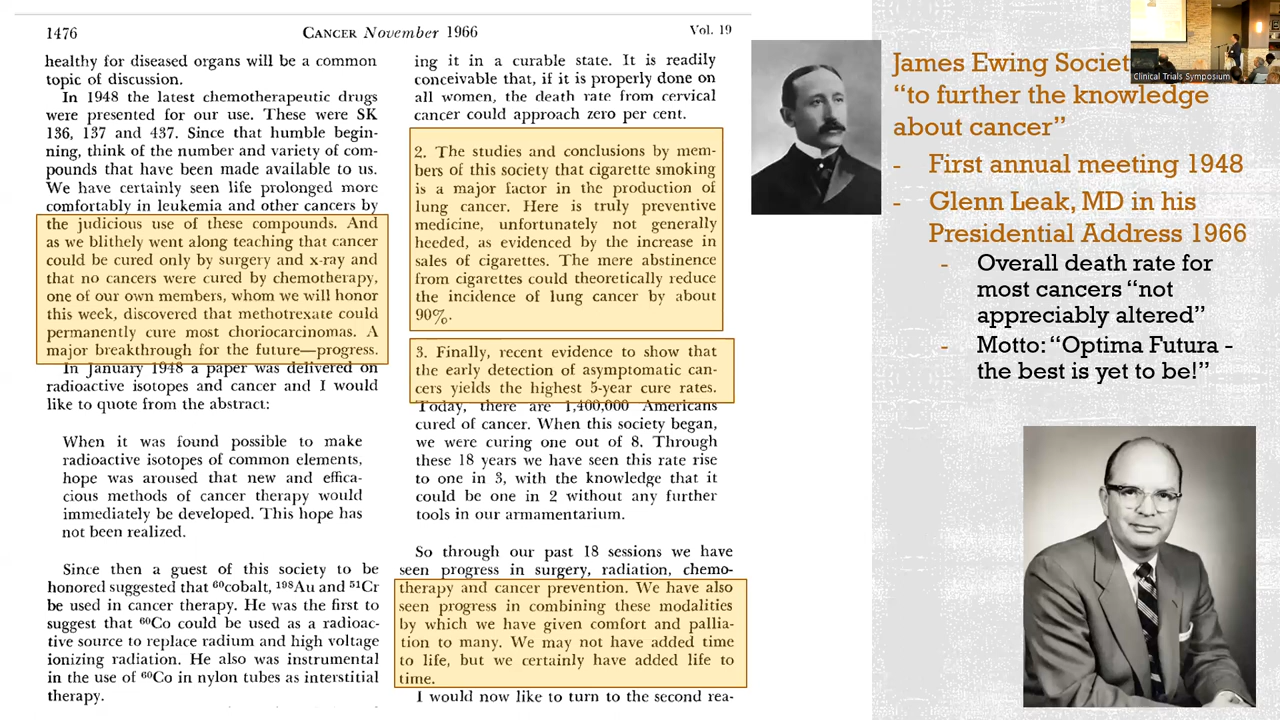 1476
CANCER November 1966
Vol. 19
healthy for diseased organs will be a common
topic of discussion.
In 1948 the latest chemotherapeutic drugs
were presented for our use. These were SK
136, 137 and 437. Since that humble begin-
ning, think of the number and variety of com-
pounds that have been made available to us.
We have certainly seen life prolonged more
comfortably in leukemia and other cancers by
the judicious use of these compounds. And
as we blithely went along teaching that cancer
could be cured only by surgery and x-ray and
that no cancers were cured by chemotherapy,
one of our own members, whom we will honor
this week, discovered that methotrexate could
permanently cure most choriocarcinomas. A
major breakthrough for the future—progress.
In January 1948 a paper was delivered on
radioactive isotopes and cancer and I would
like to quote from the abstract:
When it was found possible to make
radioactive isotopes of common elements,
hope was aroused that new and effica-
cious methods of cancer therapy would
immediately be developed. This hope has
not been realized.
Since then a guest of this society to be
honored suggested that ⁶⁰cobalt, ¹⁹⁸Au and ⁵¹Cr
be used in cancer therapy. He was the first to
suggest that ⁶⁰Co could be used as a radioac-
tive source to replace radium and high voltage
ionizing radiation. He also was instrumental
in the use of ⁶⁰Co in nylon tubes as interstitial
therapy.
ing it in a curable state. It is readily
conceivable that, if it is properly done on
all women, the death rate from cervical
cancer could approach zero per cent.
2. The studies and conclusions by mem-
bers of this society that cigarette smoking
is a major factor in the production of
lung cancer. Here is truly preventive
medicine, unfortunately not generally
heeded, as evidenced by the increase in
sales of cigarettes. The mere abstinence
from cigarettes could theoretically reduce
the incidence of lung cancer by about
90%.
3. Finally, recent evidence to show that
the early detection of asymptomatic can-
cers yields the highest 5-year cure rates.
Today, there are 1,400,000 Americans
cured of cancer. When this society began,
we were curing one out of 8. Through
these 18 years we have seen this rate rise
to one in 3, with the knowledge that it
could be one in 2 without any further
tools in our armamentarium.
So through our past 18 sessions we have
seen progress in surgery, radiation, chemo-
therapy and cancer prevention. We have also
seen progress in combining these modalities
by which we have given comfort and pallia-
tion to many. We may not have added time
to life, but we certainly have added life to
time.
I would now like to turn to the second rea-
James Ewing Societ
“to further the knowledge
about cancer”
- First annual meeting 1948
- Glenn Leak, MD in his
Presidential Address 1966
- Overall death rate for
most cancers “not
appreciably altered”
- Motto: “Optima Futura -
the best is yet to be!”
Clinical Trials Symposium